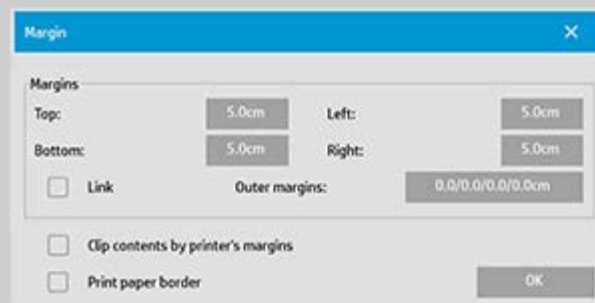 Margin
Margins
Top: 5.0cm Left: 5.0cm
Bottom: 5.0cm Right: 5.0cm
Link Outer margins: 0.0/0.0/0.0/0.0cm
Clip contents by printer's margins
Print paper border OK